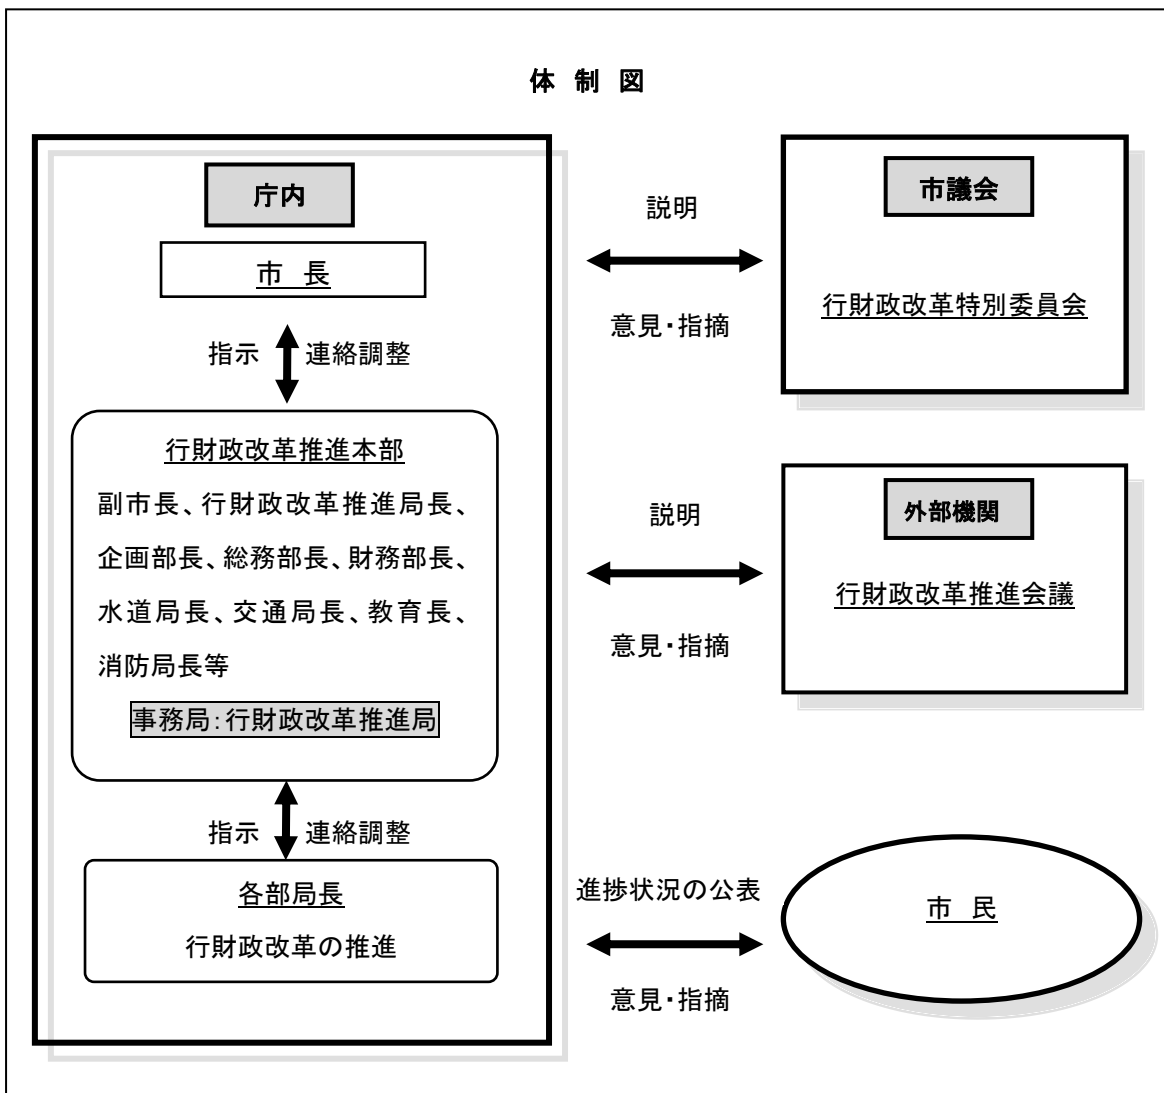 体 制 図
庁内
市 長
指示 連絡調整
行財政改革推進本部
副市長、行財政改革推進局長、
企画部長、総務部長、財務部長、
水道局長、交通局長、教育長、
消防局長等
事務局：行財政改革推進局
指示 連絡調整
各部局長
行財政改革の推進
説明
意見・指摘
市議会
行財政改革特別委員会
説明
意見・指摘
外部機関
行財政改革推進会議
進捗状況の公表
意見・指摘
市 民